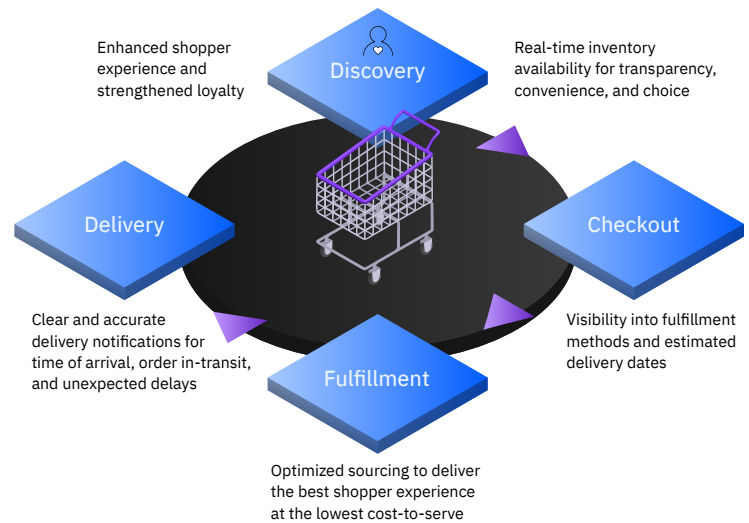 Enhanced shopper
experience and
strengthened loyalty
Discovery
Real-time inventory
availability for transparency,
convenience, and choice
Delivery
Checkout
Clear and accurate
delivery notifications for
time of arrival, order in-transit,
and unexpected delays
Visibility into fulfillment
methods and estimated
delivery dates
Fulfillment
Optimized sourcing to deliver
the best shopper experience
at the lowest cost-to-serve